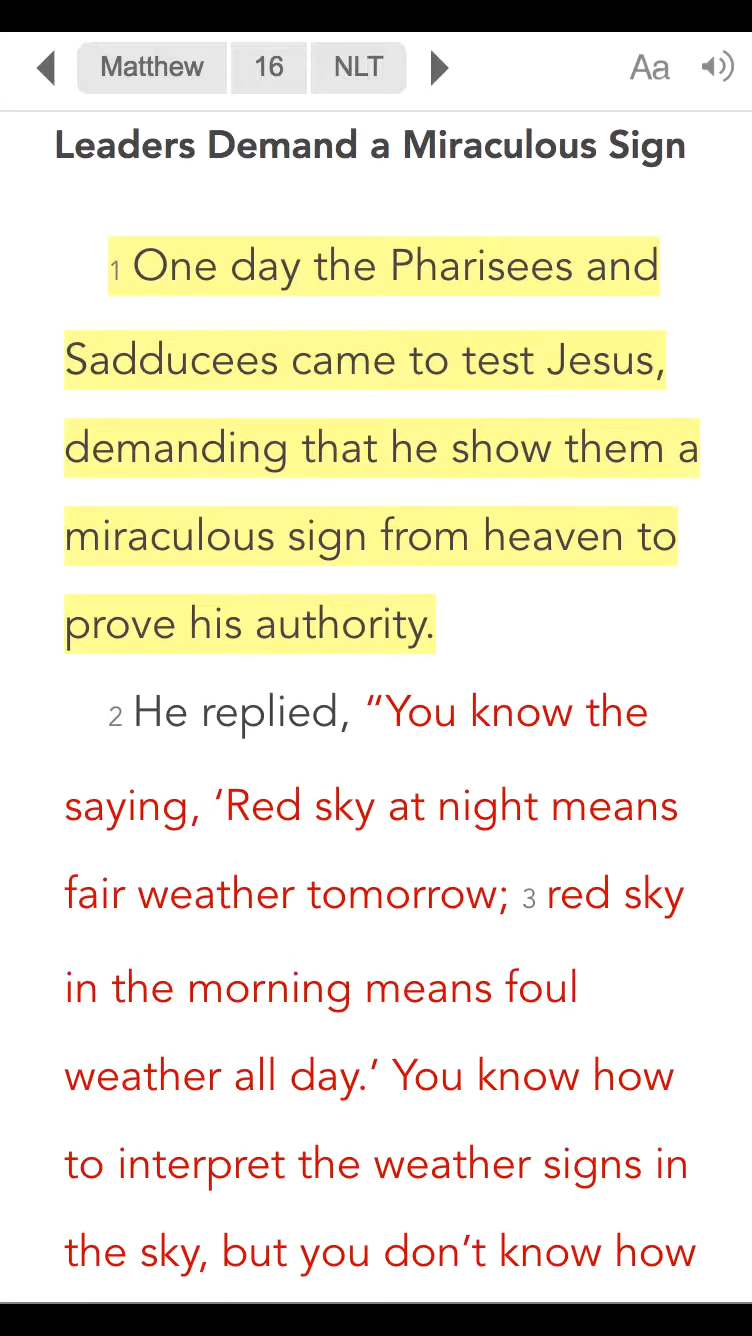 Matthew 16 NLT Aa
Leaders Demand a Miraculous Sign
1 One day the Pharisees and
Sadducees came to test Jesus,
demanding that he show them a
miraculous sign from heaven to
prove his authority.
2 He replied, “You know the
saying, ‘Red sky at night means
fair weather tomorrow; 3 red sky
in the morning means foul
weather all day.’ You know how
to interpret the weather signs in
the sky, but you don’t know how